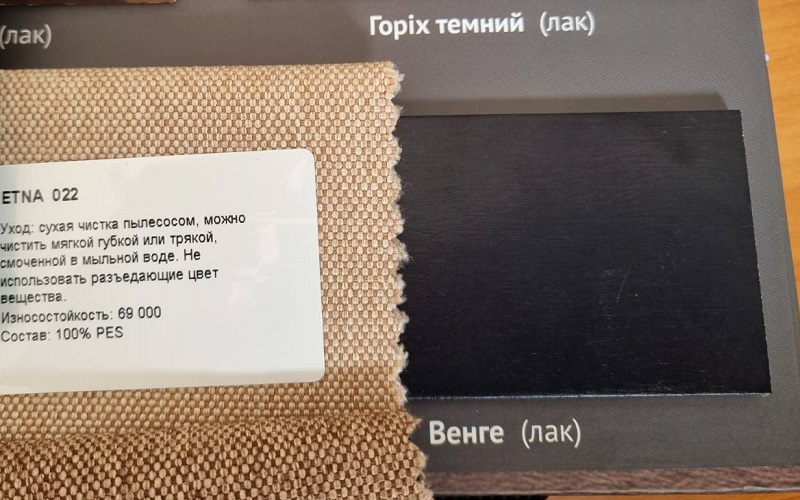 (лак)
Горіх темний (лак)
ETNA 022
Уход: сухая чистка пылесосом, можно
чистить мягкой губкой или трякой,
смоченной в мыльной воде. Не
использовать разъедающие цвет
вещества.
Износостойкость: 69 000
Состав: 100% PES
Венге (лак)